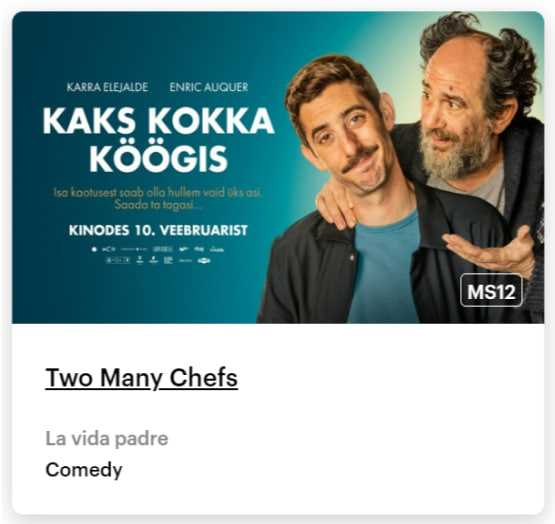 KARRA ELEJALDE ENRIC AUQUER
KAKS KOKKA
KÖÖGIS
Isa kaotusest saab olla hullem vaid üks asi.
Saada ta tagasi...
KINODES 10. VEEBRUARIST
MS12
Two Many Chefs
La vida padre
Comedy